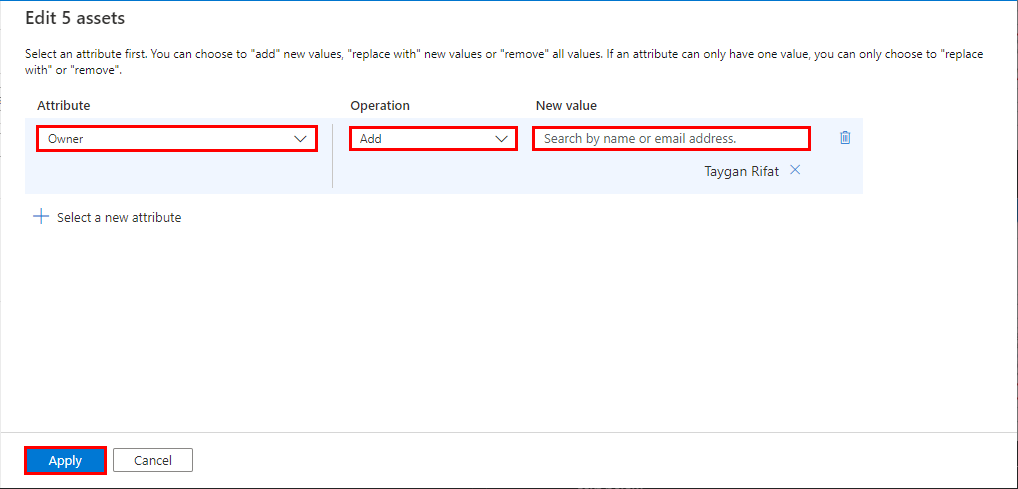 Edit 5 assets
Select an attribute first. You can choose to "add" new values, "replace with" new values or "remove" all values. If an attribute can only have one value, you can only choose to "replace
with" or "remove".
Attribute Operation New value
Owner Add Search by name or email address.
Taygan Rifat
Select a new attribute
Apply Cancel